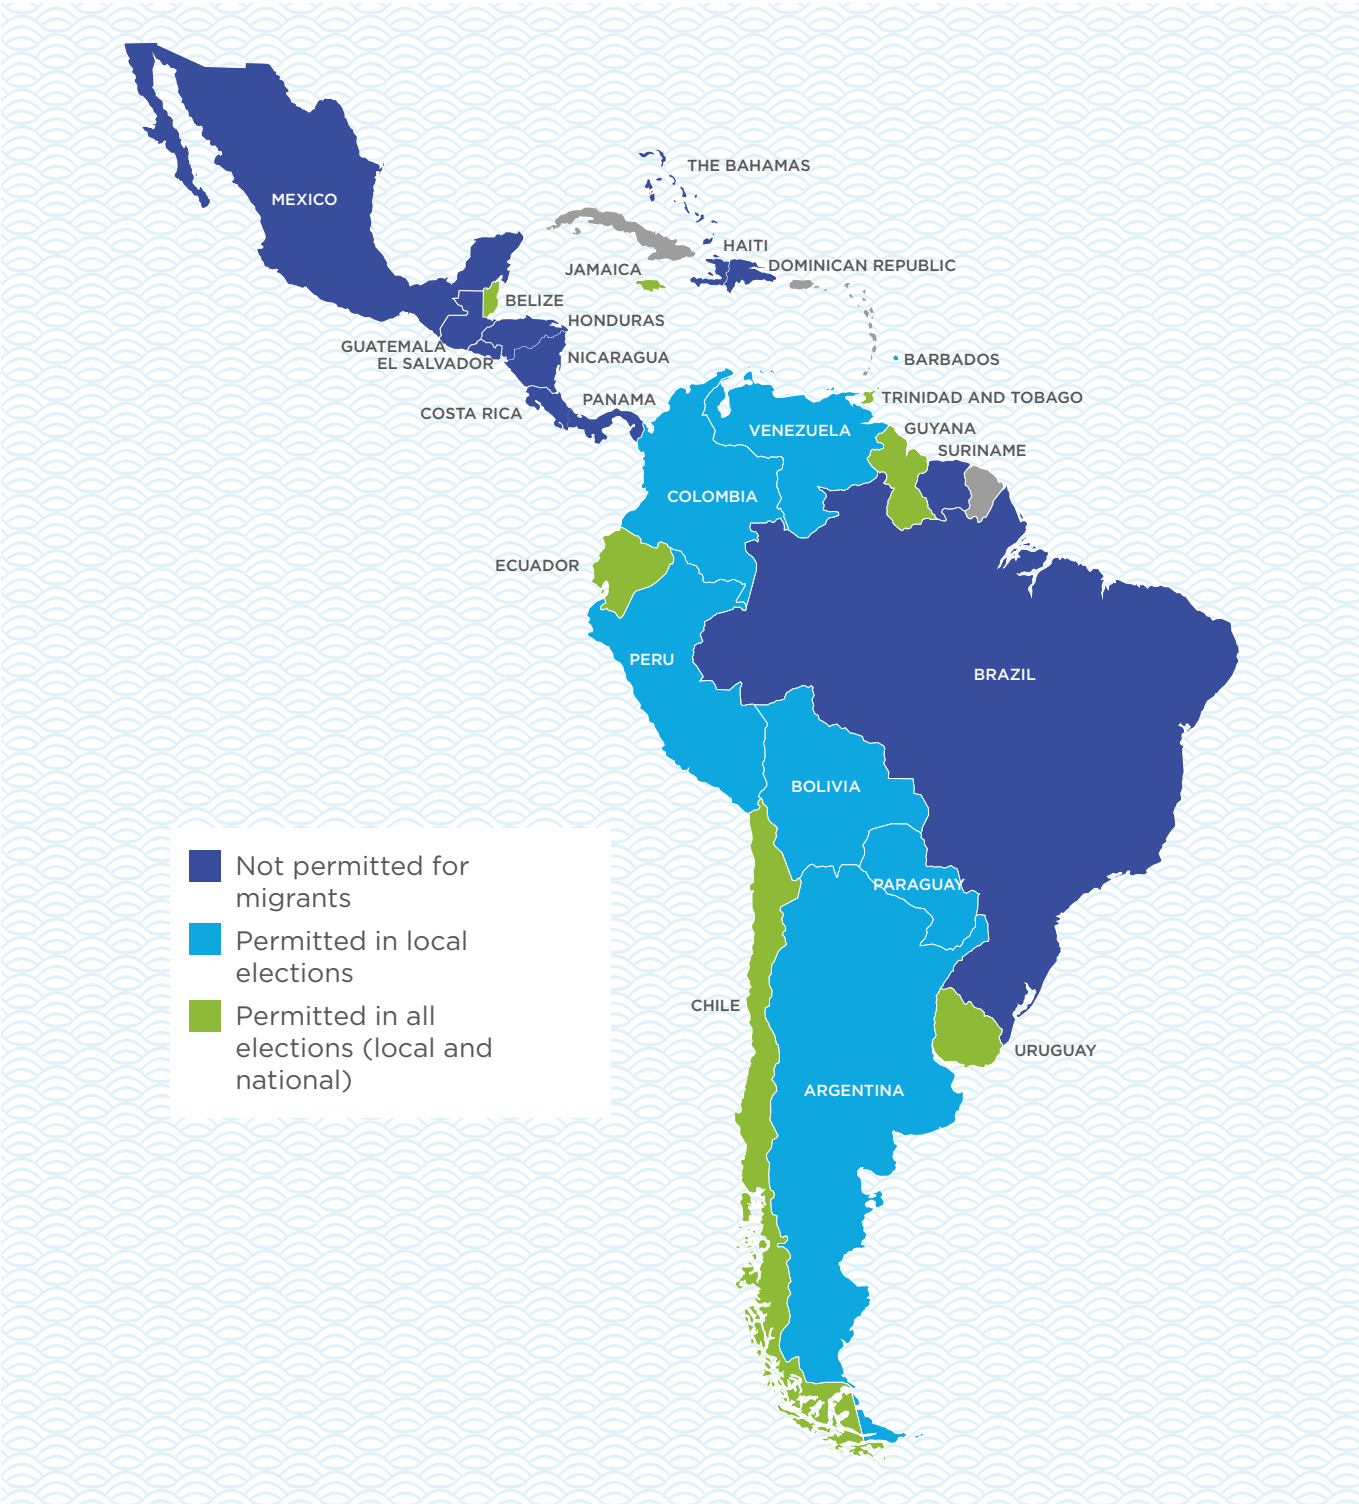 THE BAHAMAS
MEXICO
HAITI
DOMINICAN REPUBLIC
JAMAICA
BELIZE
HONDURAS
GUATEMALA
NICARAGUA
EL SALVADOR
BARBADOS
PANAMA
TRINIDAD AND TOBAGO
COSTA RICA
GUYANA
VENEZUELA
SURINAME
COLOMBIA
ECUADOR
PERU
BRAZIL
BOLIVIA
PARAGUAY
CHILE
URUGUAY
ARGENTINA
Not permitted for
migrants
Permitted in local
elections
Permitted in all
elections (local and
national)